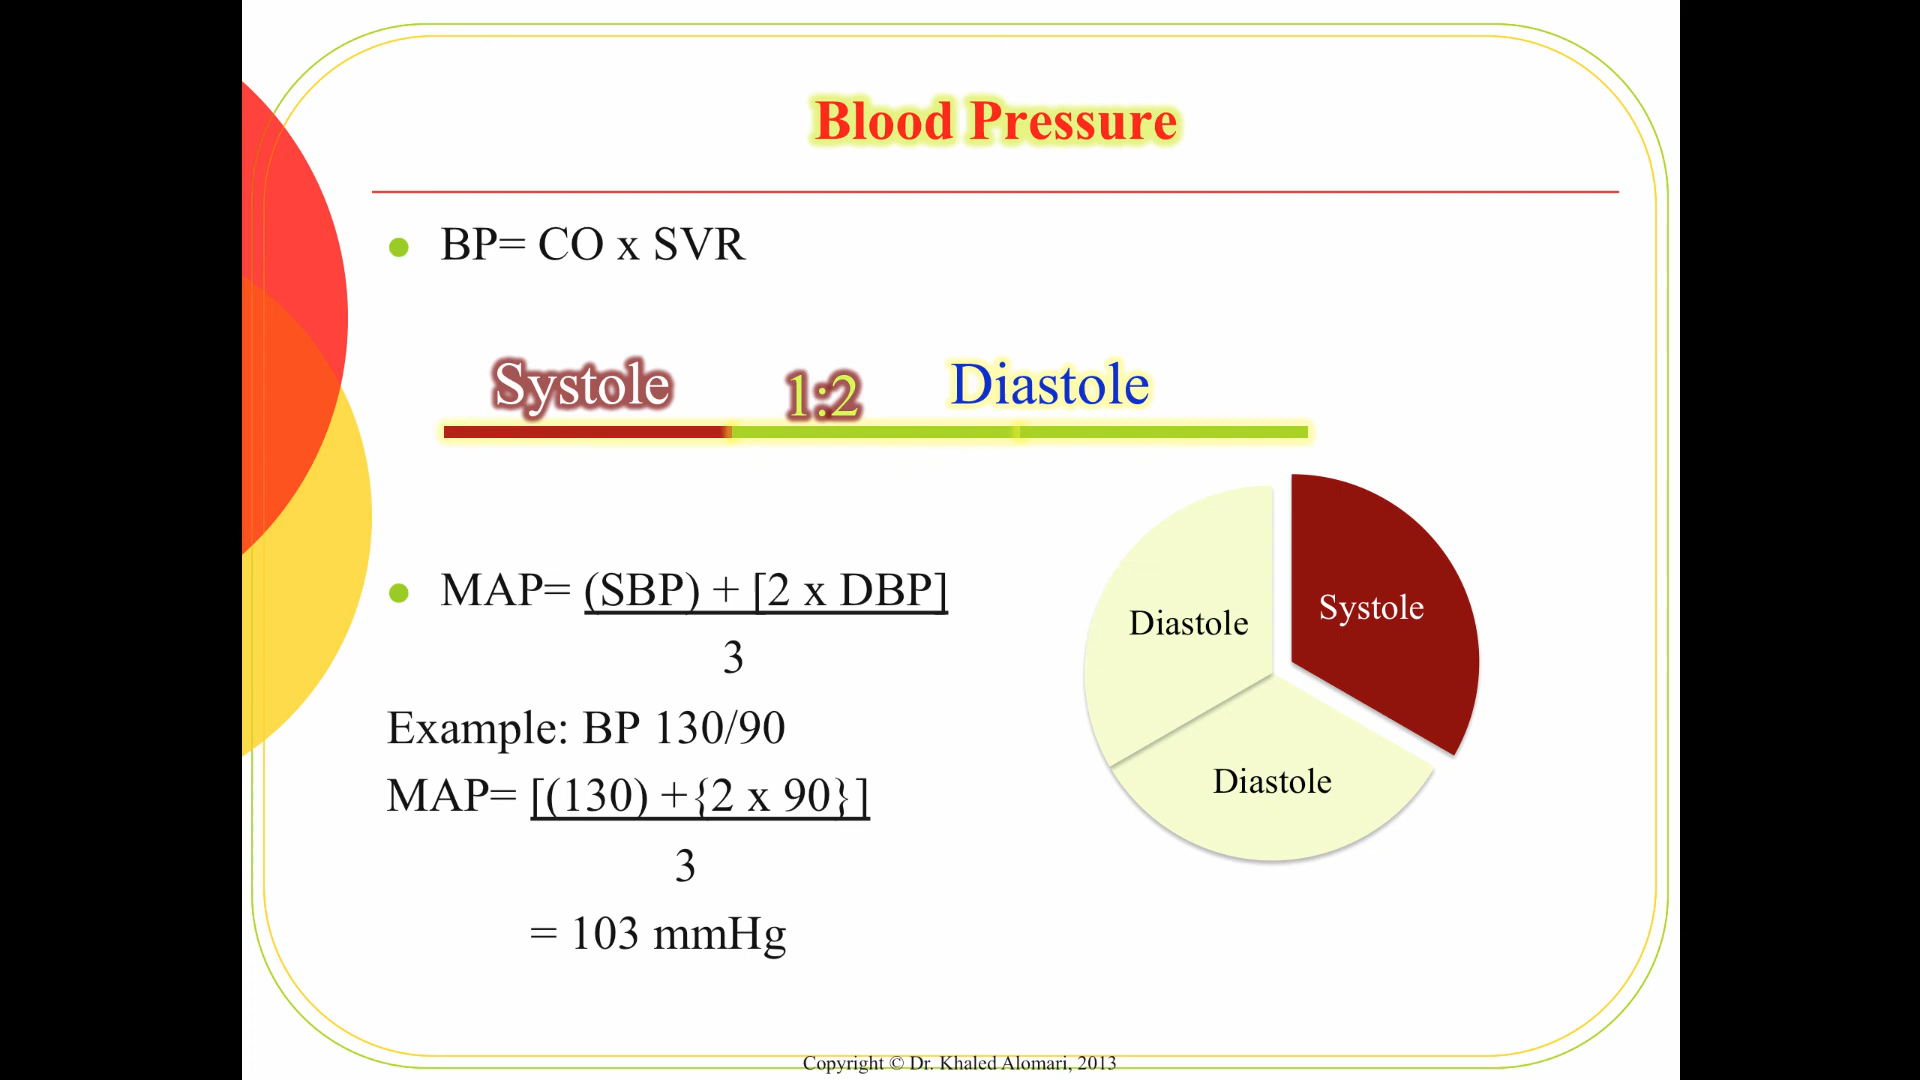 Blood Pressure
BP= CO x SVR
Systole 1:2 Diastole
MAP= (SBP) + [2 x DBP]
3
Example: BP 130/90
MAP= [(130) +{2 x 90}]
3
= 103 mmHg
Systole
Diastole
Diastole
Copyright © Dr. Khaled Alomari, 2013